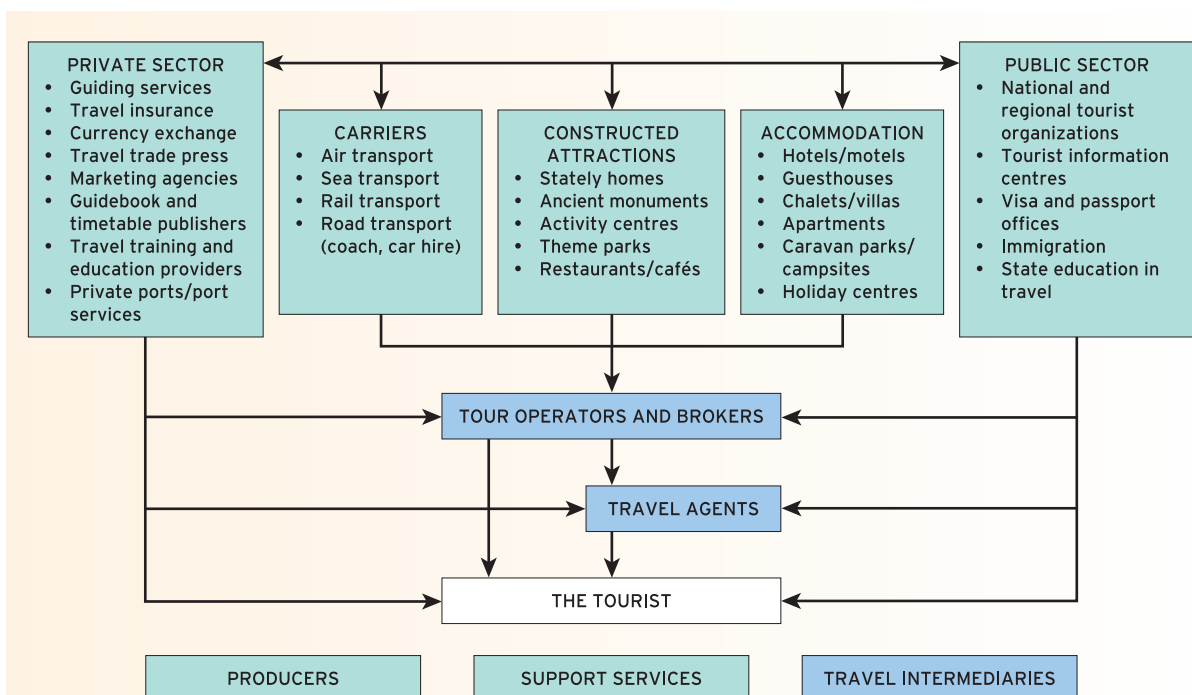 PRIVATE SECTOR
• Guiding services
• Travel insurance
• Currency exchange
• Travel trade press
• Marketing agencies
• Guidebook and
timetable publishers
• Travel training and
education providers
• Private ports/port
services
CARRIERS
• Air transport
• Sea transport
• Rail transport
• Road transport
(coach, car hire)
CONSTRUCTED
ATTRACTIONS
• Stately homes
• Ancient monuments
• Activity centres
• Theme parks
• Restaurants/cafés
ACCOMMODATION
• Hotels/motels
• Guesthouses
• Chalets/villas
• Apartments
• Caravan parks/
campsites
• Holiday centres
PUBLIC SECTOR
• National and
regional tourist
organizations
• Tourist information
centres
• Visa and passport
offices
• Immigration
• State education in
travel
TOUR OPERATORS AND BROKERS
TRAVEL AGENTS
THE TOURIST
PRODUCERS
SUPPORT SERVICES
TRAVEL INTERMEDIARIES